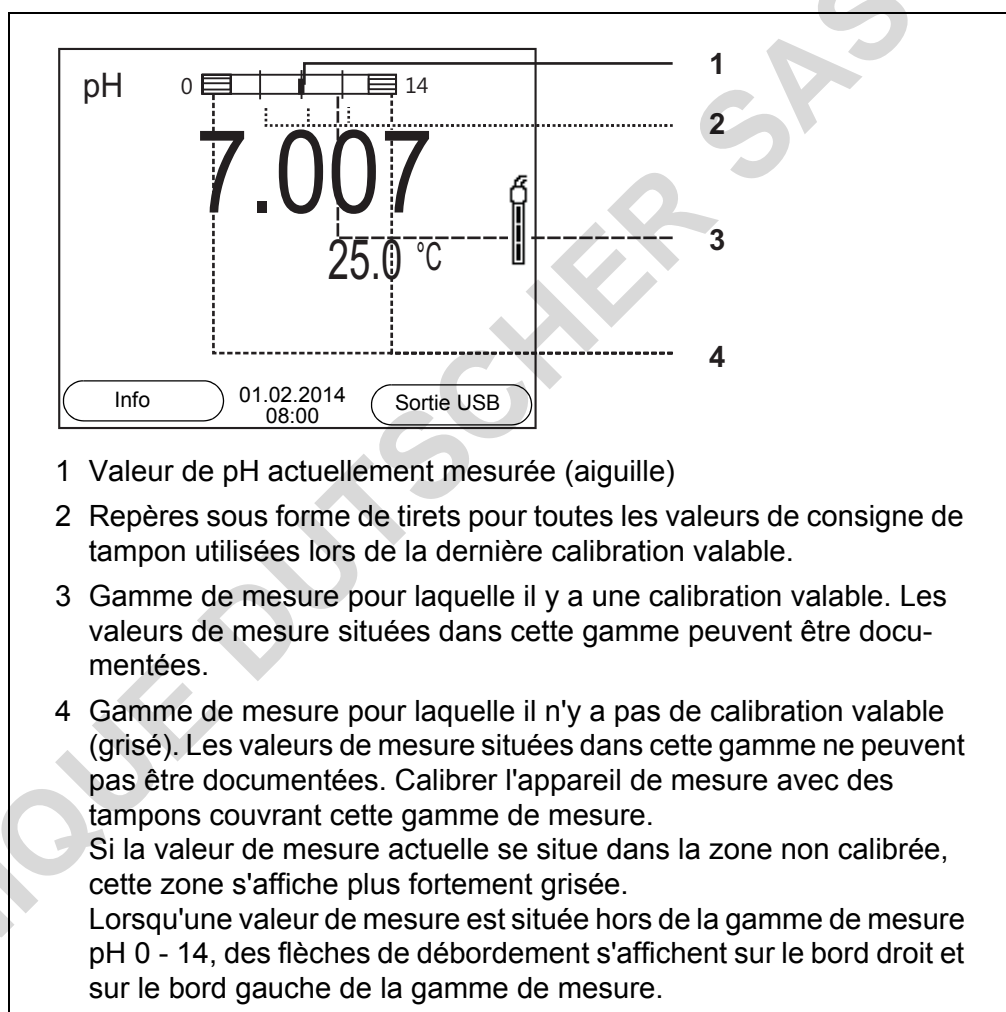 pH 0 14 1
2
7.007
3
25.0 °C
4
Info 01.02.2014 Sortie USB
08:00
1 Valeur de pH actuellement mesurée (aiguille)
2 Repères sous forme de tirets pour toutes les valeurs de consigne de
tampon utilisées lors de la dernière calibration valable.
3 Gamme de mesure pour laquelle il y a une calibration valable. Les
valeurs de mesure situées dans cette gamme peuvent être docu-
mentées.
4 Gamme de mesure pour laquelle il n'y a pas de calibration valable
(grisé). Les valeurs de mesure situées dans cette gamme ne peuvent
pas être documentées. Calibrer l'appareil de mesure avec des
tampons couvrant cette gamme de mesure.
Si la valeur de mesure actuelle se situe dans la zone non calibrée,
cette zone s'affiche plus fortement grisée.
Lorsqu'une valeur de mesure est située hors de la gamme de mesure
pH 0 - 14, des flèches de débordement s'affichent sur le bord droit et
sur le bord gauche de la gamme de mesure.
IQUE DUTSCHER SAS